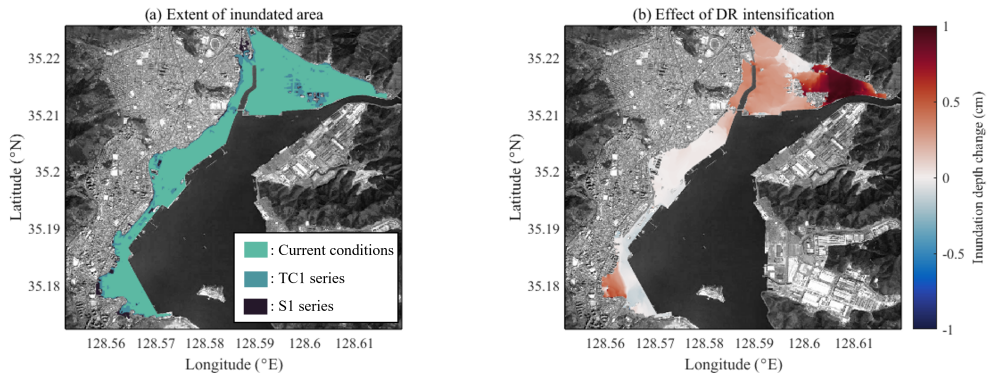 (a) Extent of inundated area
35.22
35.21
35.2
35.19
35.18
Latitude (°N)
128.56 128.57 128.58 128.59 128.6 128.61
Longitude (°E)
: Current conditions
: TC1 series
: S1 series
(b) Effect of DR intensification
35.22
35.21
35.2
35.19
35.18
Latitude (°N)
128.56 128.57 128.58 128.59 128.6 128.61
Longitude (°E)
1
0.5
0
-0.5
-1
Inundation depth change (cm)